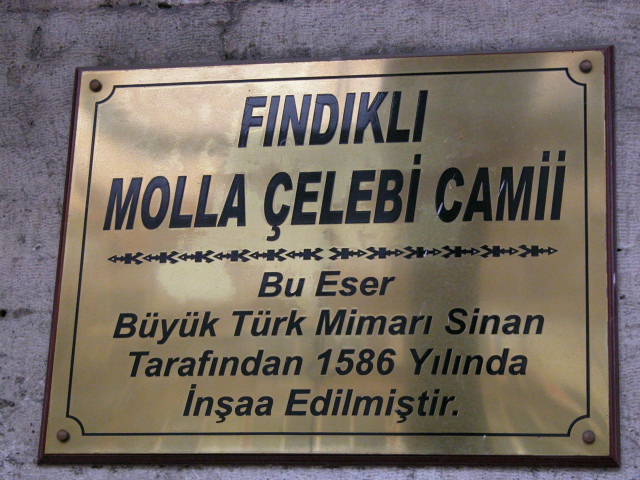 FINDIKLI
MOLLA ÇELEBİ CAMİİ
Bu Eser
Büyük Türk Mimarı Sinan
Tarafından 1586 Yılında
İnşaa Edilmiştir.